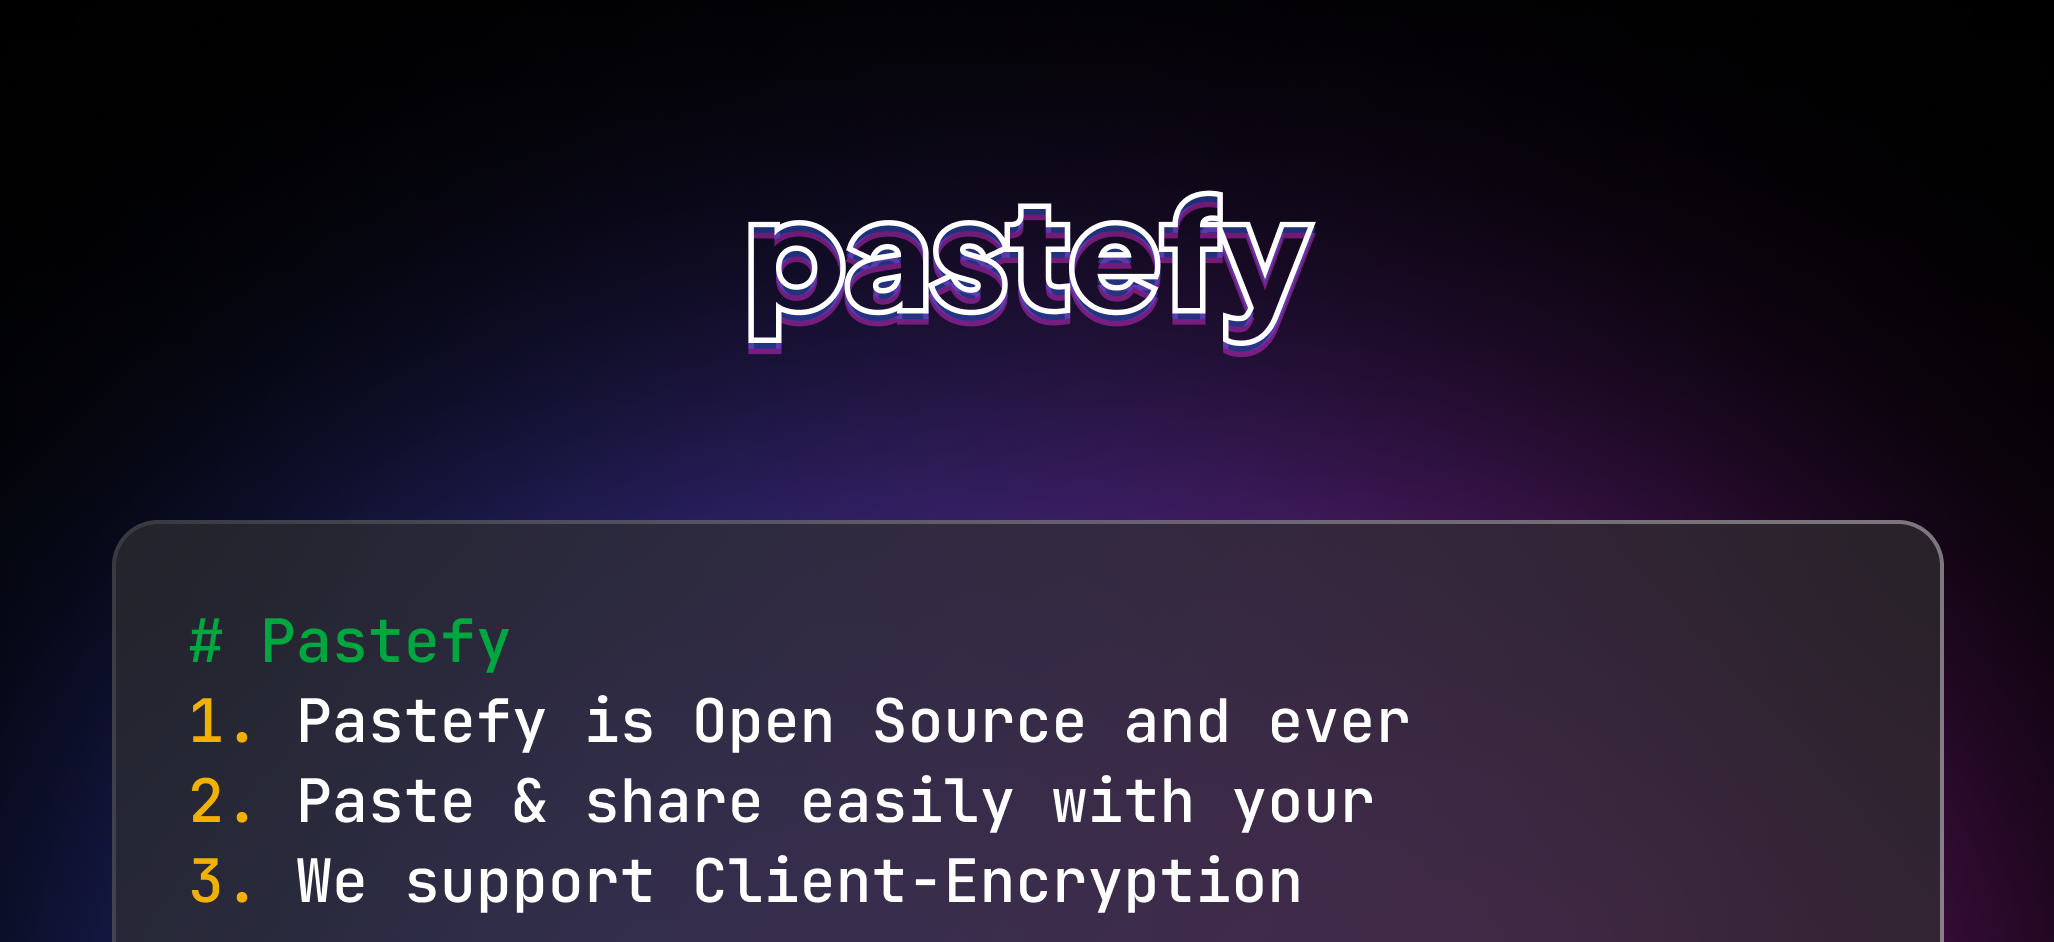 pastefy
# Pastefy
1. Pastefy is Open Source and ever
2. Paste & share easily with your
3. We support Client-Encryption